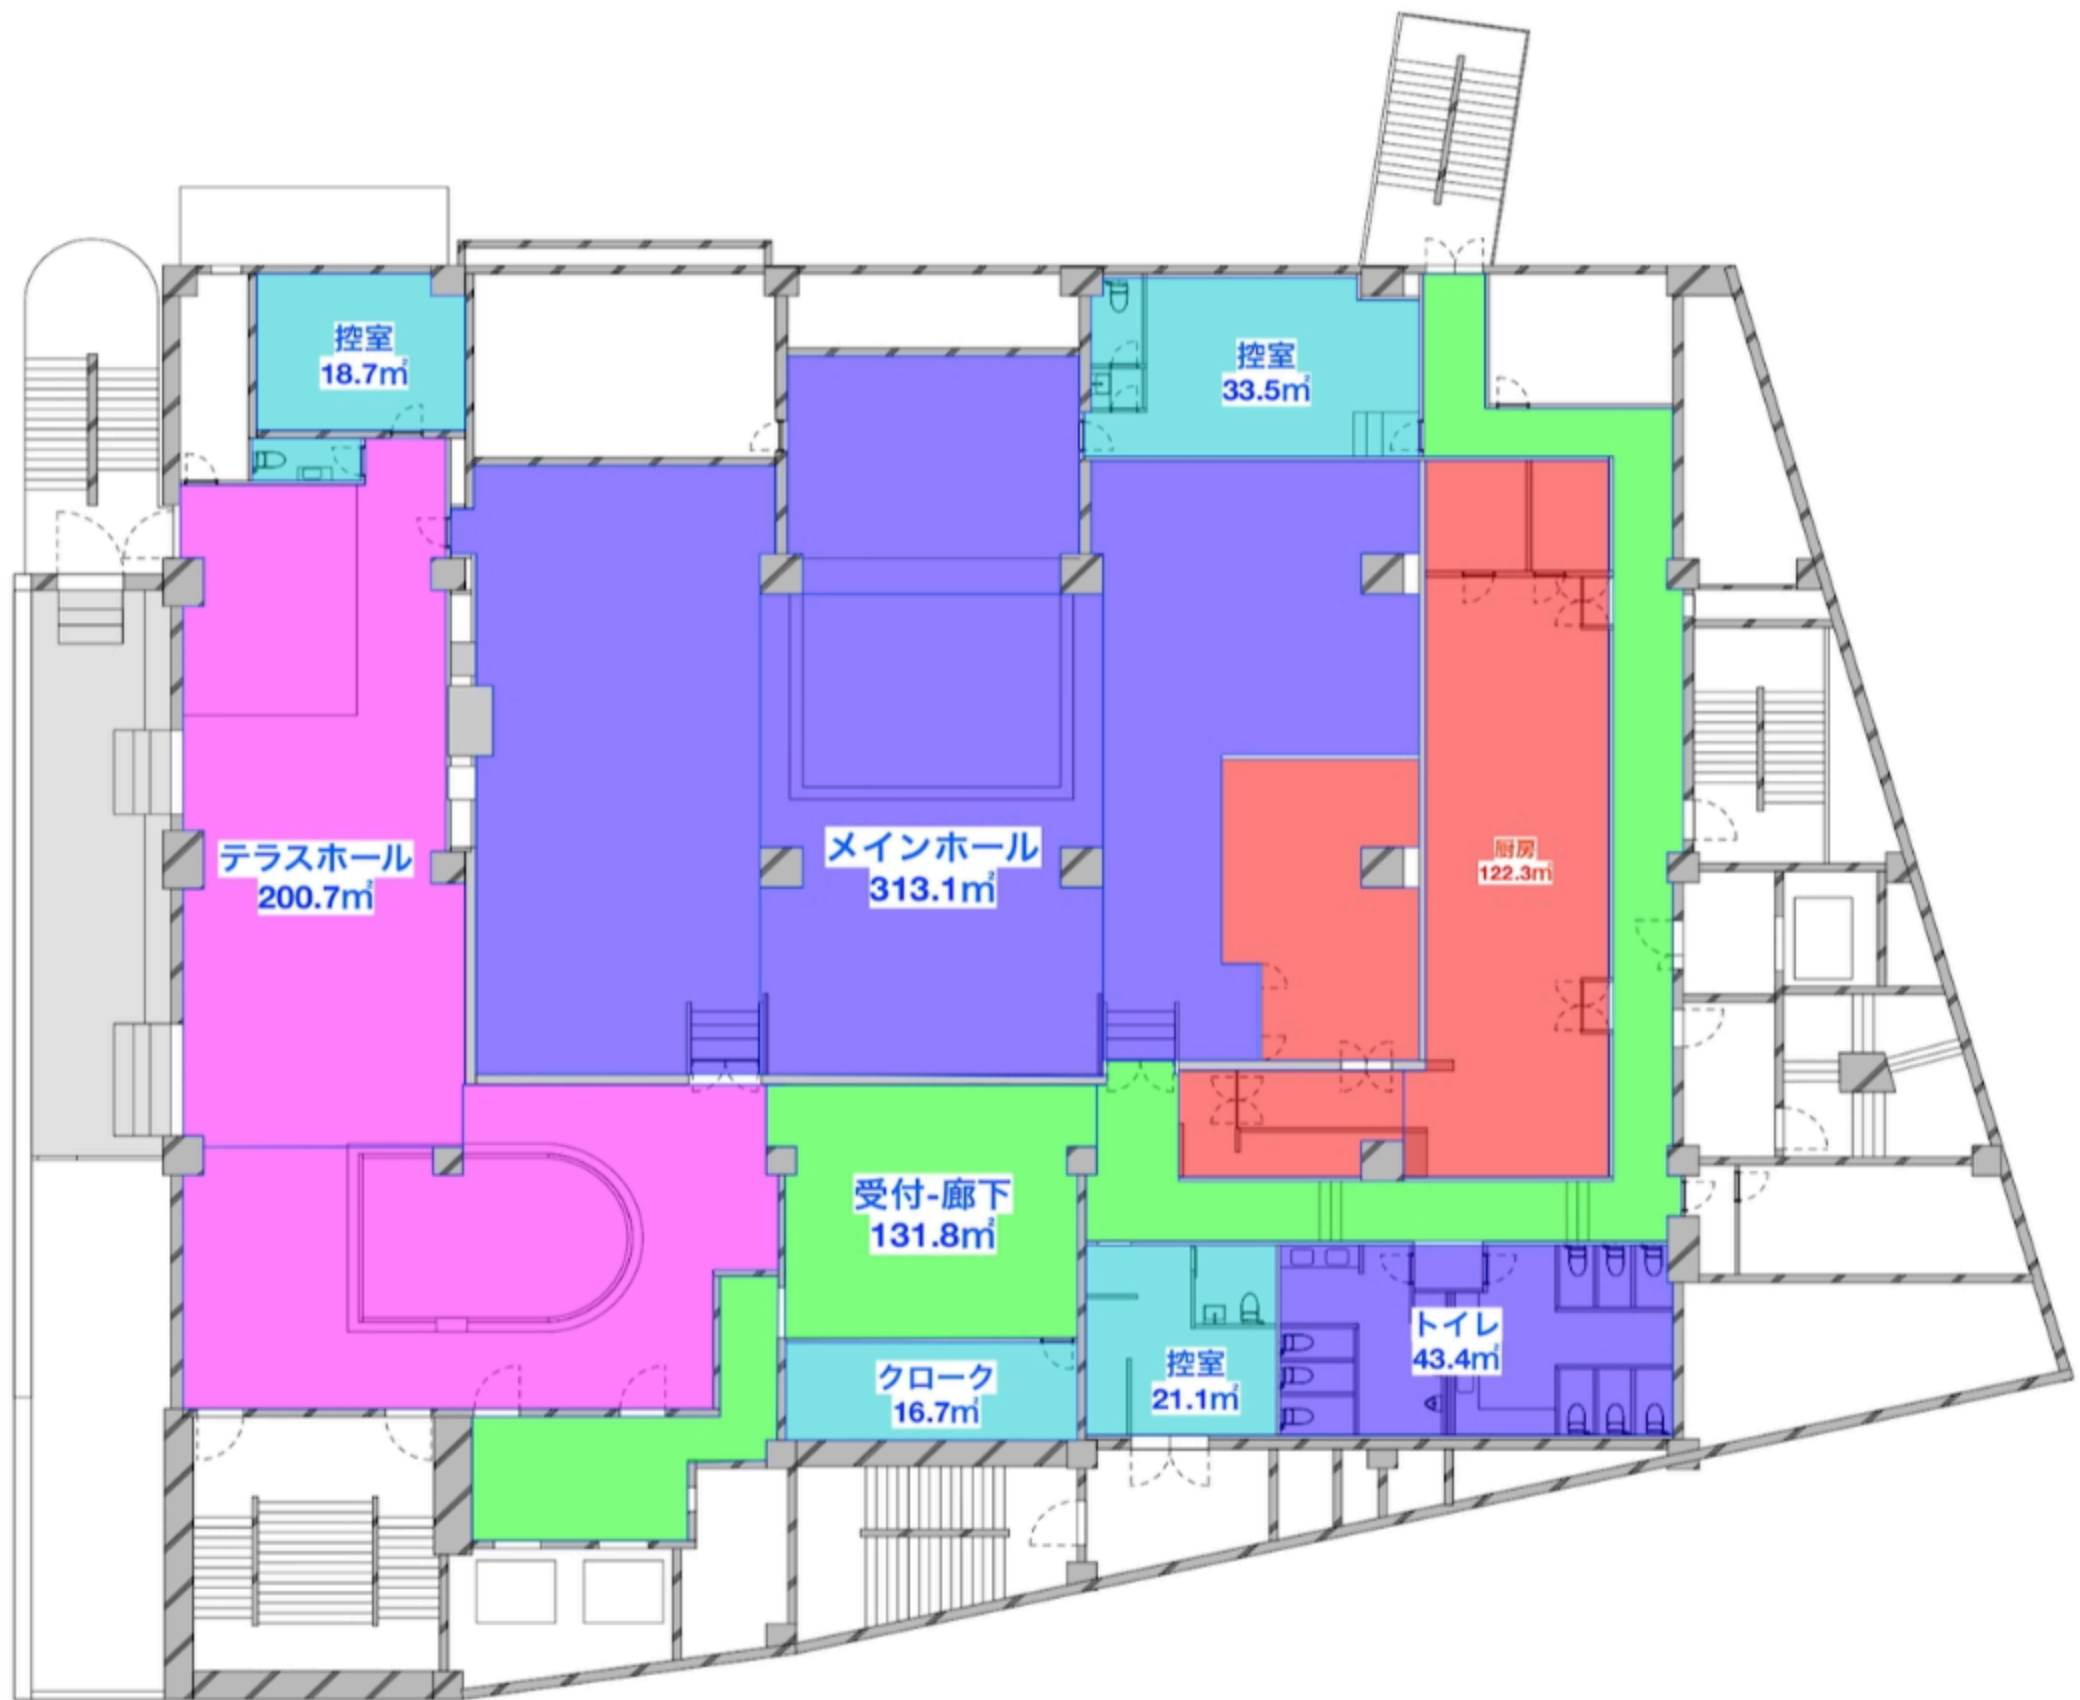 控室
18.7㎡
控室
33.5㎡
テラスホール
200.7㎡
メインホール
313.1㎡
厨房
122.3㎡
受付-廊下
131.8㎡
クローク
16.7㎡
控室
21.1㎡
トイレ
43.4㎡